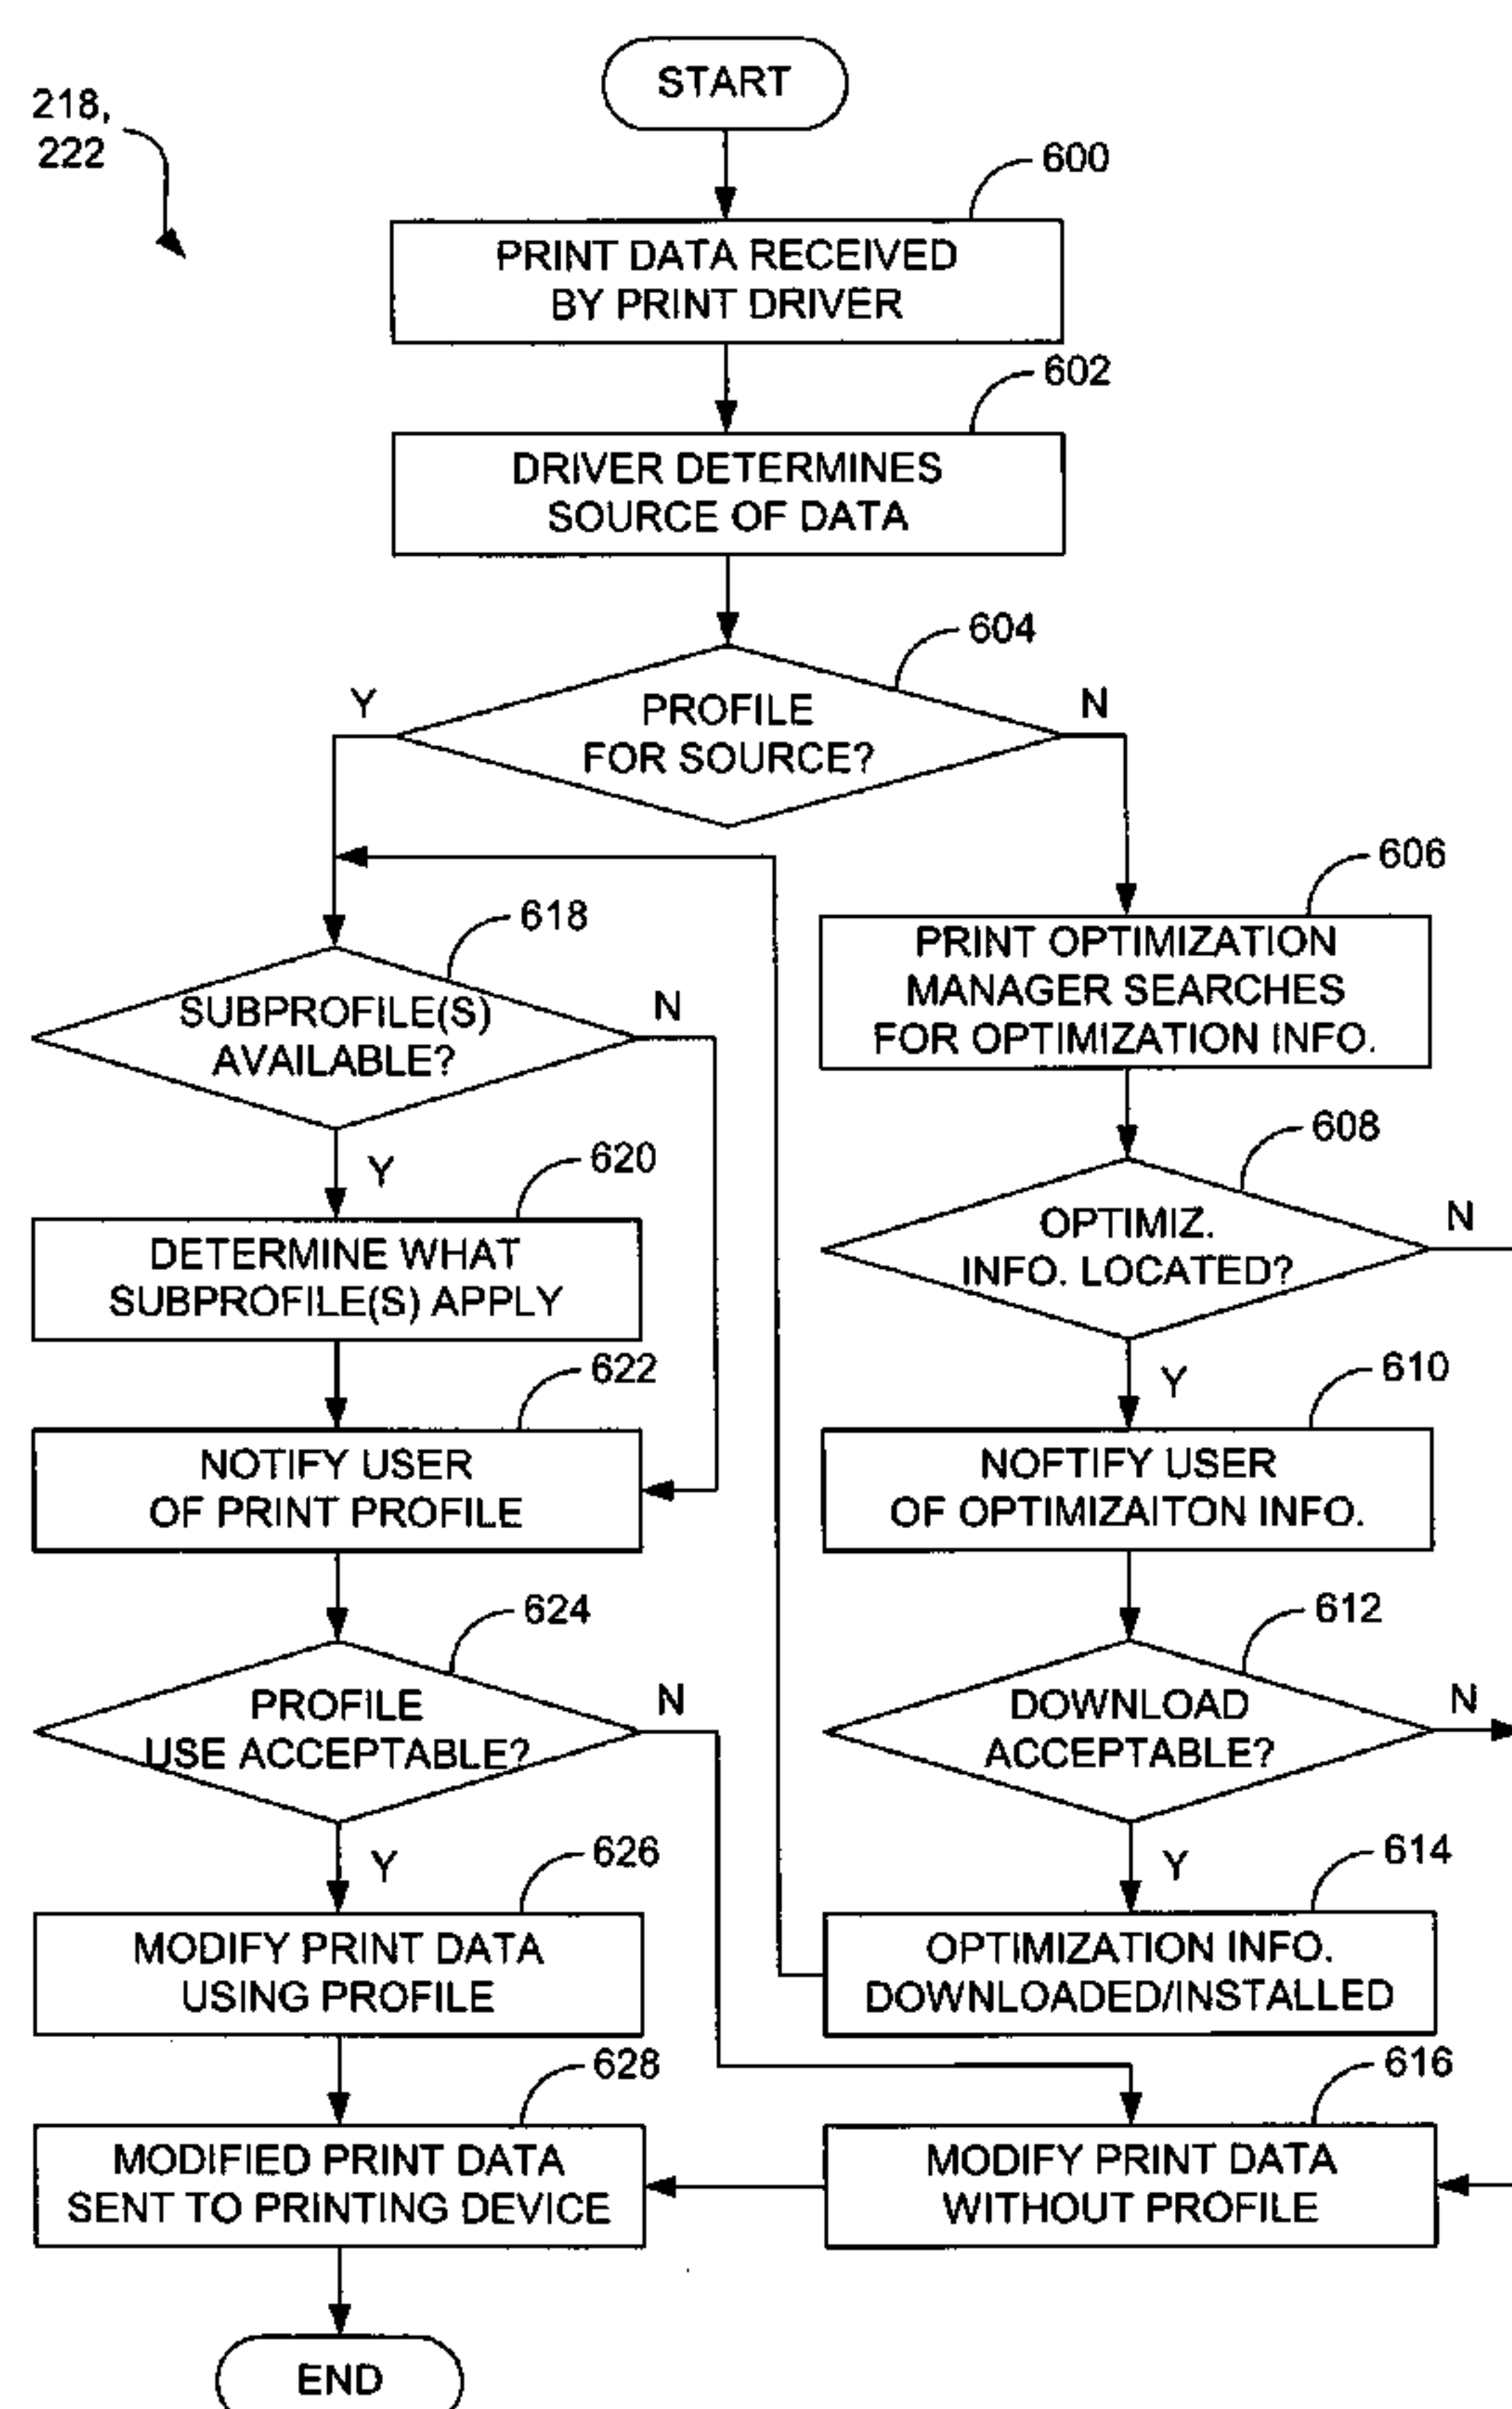 START
218,
222
600
PRINT DATA RECEIVED
BY PRINT DRIVER
602
DRIVER DETERMINES
SOURCE OF DATA
604
Y
PROFILE
FOR SOURCE?
N
606
PRINT OPTIMIZATION
MANAGER SEARCHES
FOR OPTIMIZATION INFO.
618
SUBPROFILE(S)
AVAILABLE?
N
Y
608
OPTIMIZ.
INFO. LOCATED?
N
Y
620
DETERMINE WHAT
SUBPROFILE(S) APPLY
622
NOTIFY USER
OF PRINT PROFILE
610
NOFTIFY USER
OF OPTIMIZAITON INFO.
624
PROFILE
USE ACCEPTABLE?
N
Y
612
DOWNLOAD
ACCEPTABLE?
N
Y
626
MODIFY PRINT DATA
USING PROFILE
614
OPTIMIZATION INFO.
DOWNLOADED/INSTALLED
628
MODIFIED PRINT DATA
SENT TO PRINTING DEVICE
616
MODIFY PRINT DATA
WITHOUT PROFILE
END